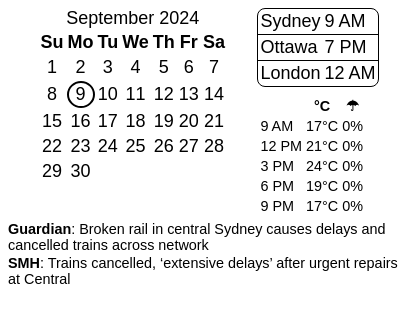 September 2024
Su Mo Tu We Th Fr Sa
1 2 3 4 5 6 7
8 9 10 11 12 13 14
15 16 17 18 19 20 21
22 23 24 25 26 27 28
29 30
Sydney 9 AM
Ottawa 7 PM
London 12 AM
°C ☂
9 AM 17°C 0%
12 PM 21°C 0%
3 PM 24°C 0%
6 PM 19°C 0%
9 PM 17°C 0%
Guardian: Broken rail in central Sydney causes delays and
cancelled trains across network
SMH: Trains cancelled, ‘extensive delays’ after urgent repairs
at Central